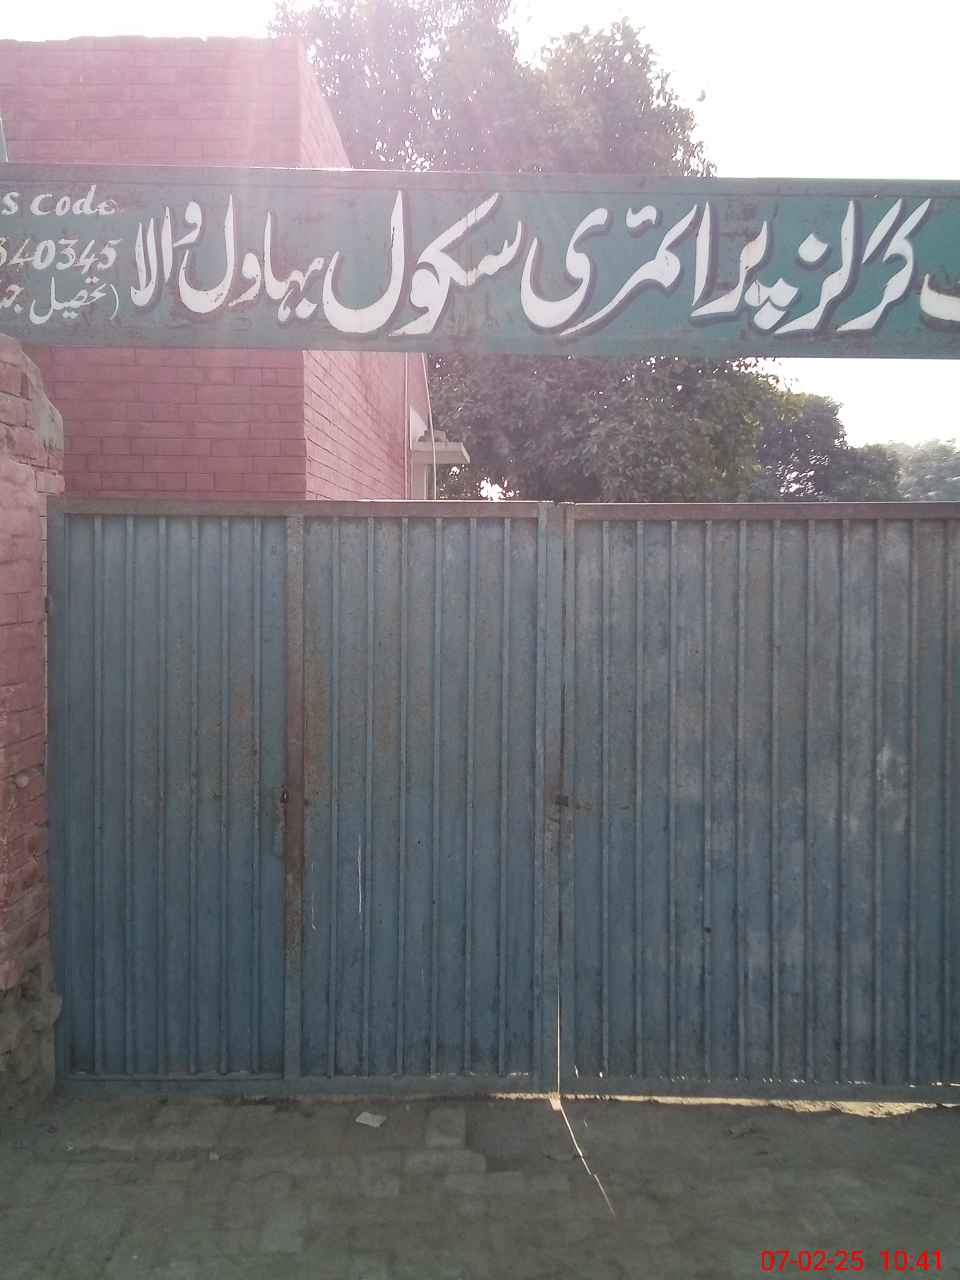 گرلز پرائمری سکول بہاول والا
S Code
340345
(تحصیل
07-02-25 10:41